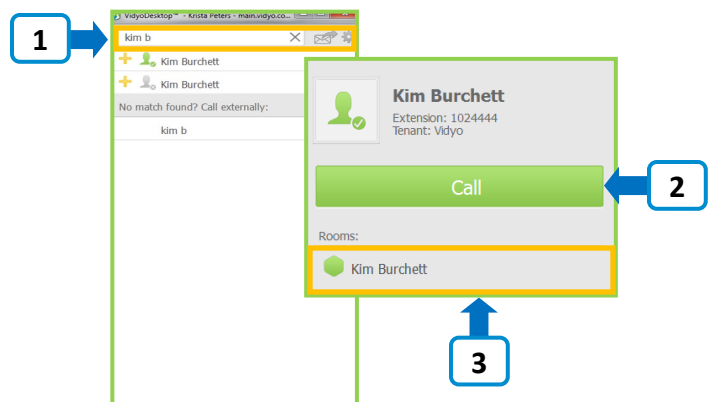 VidyoDesktop™ - Krista Peters - main.vidyo.co...
1
kim b
Kim Burchett
Kim Burchett
No match found? Call externally:
kim b
Kim Burchett
Extension: 1024444
Tenant: Vidyo
Call
2
Rooms:
Kim Burchett
3